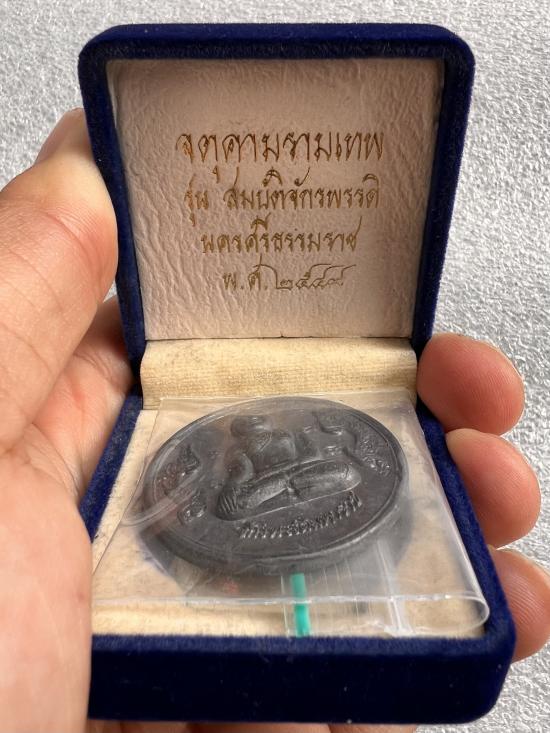 จตุคามรามเทพ
รุ่น สมบัติจักรพรรดิ
นครศรีธรรมราช
พ.ศ.๒๕๔๙